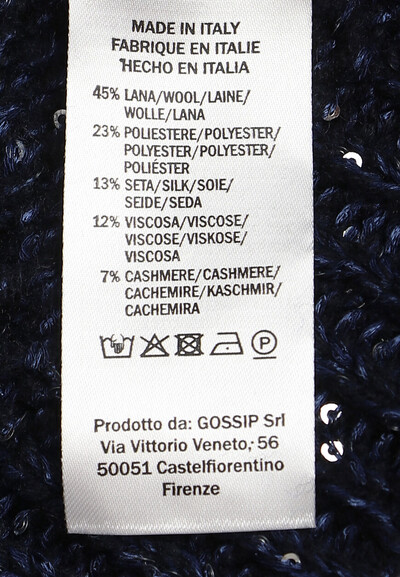 MADE IN ITALY
FABRIQUE EN ITALIE
HECHO EN ITALIA
45% LANA/WOOL/LAINE/
WOLLE/LANA
23% POLIESTERE/POLYESTER/
POLYESTER/POLYESTER/
POLIÉSTER
13% SETA/SILK/SOIE/
SEIDE/SEDA
12% VISCOSA/VISCOSE/
VISCOSE/VISKOSE/
VISCOSA
7% CASHMERE/CASHMERE/
CACHEMIRE/KASCHMIR/
CACHEMIRA
P
Prodotto da: GOSSIP Srl
Via Vittorio Veneto, 56
50051 Castelfiorentino
Firenze